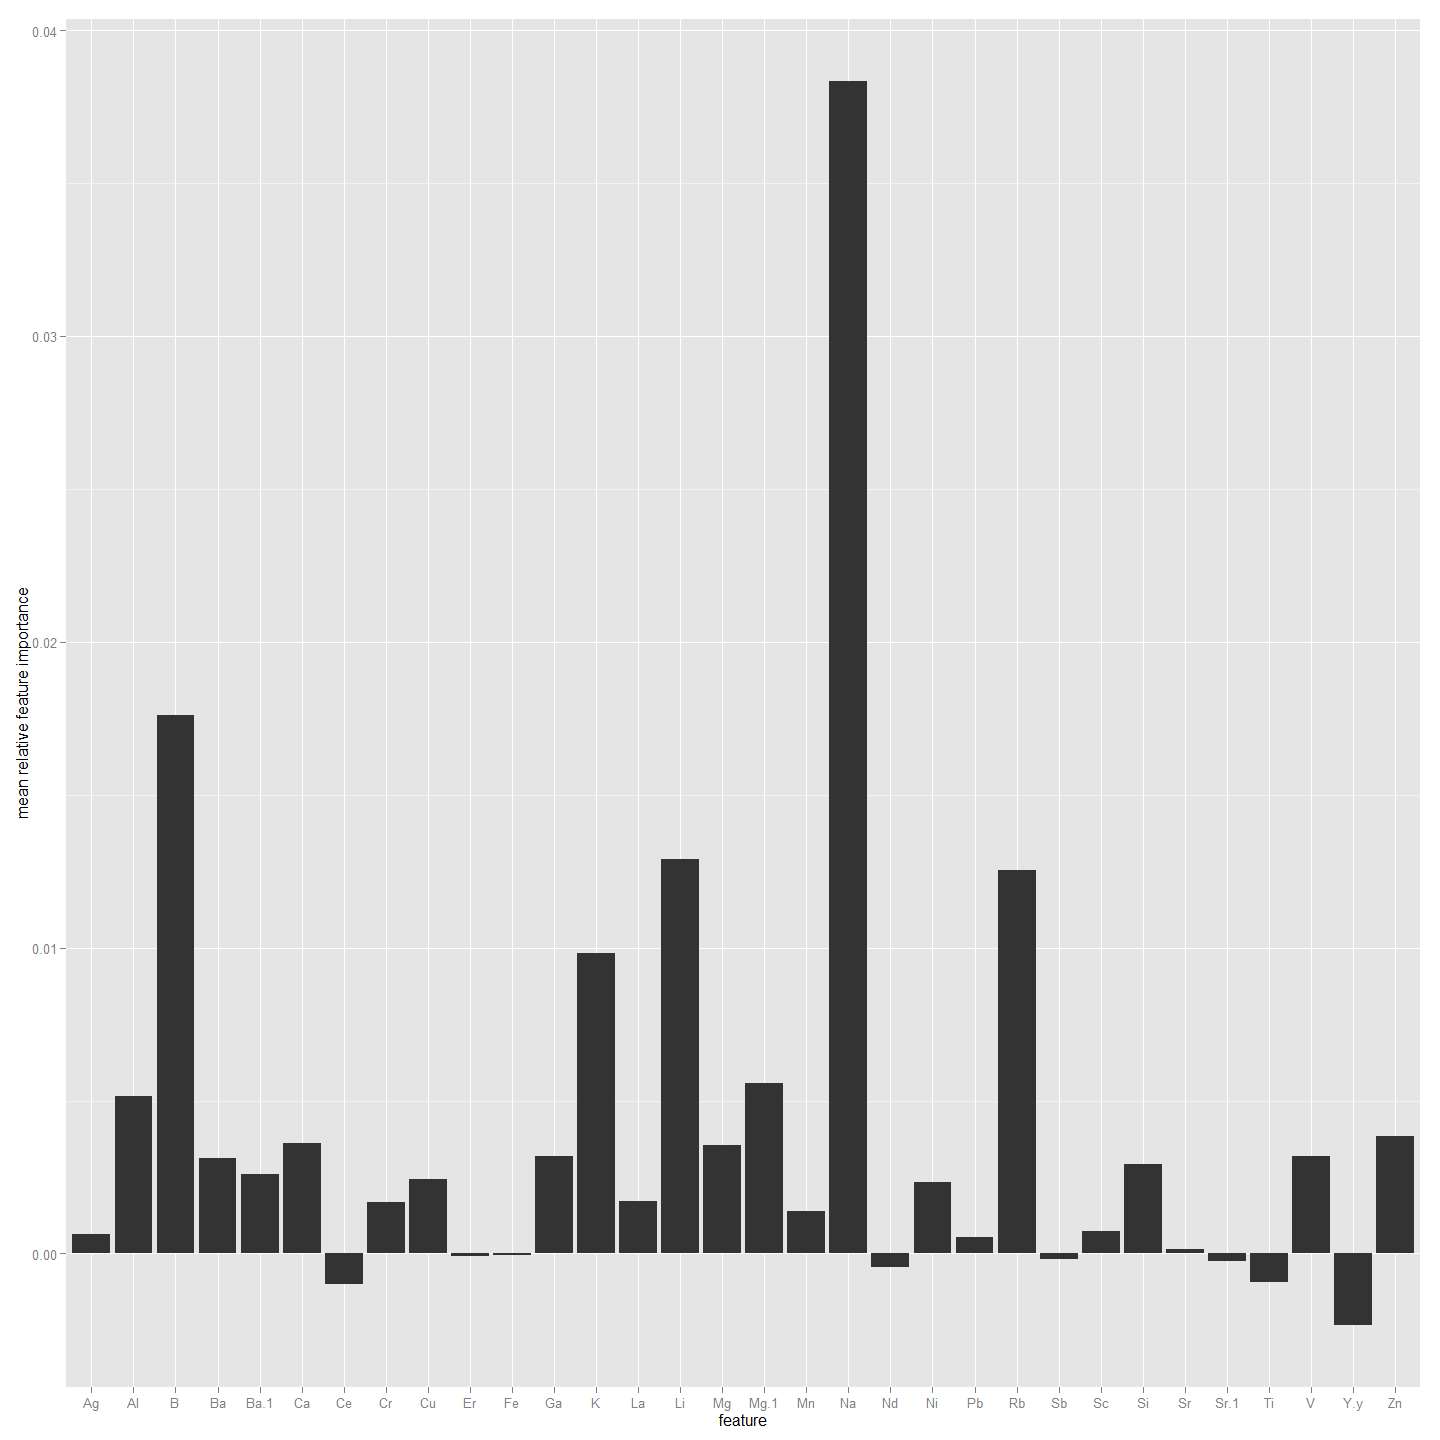 mean relative feature importance
0.04
0.03
0.02
0.01
0.00
Ag Al B Ba Ba.1 Ca Ce Cr Cu Er Fe Ga K La Li Mg Mg.1 Mn Na Nd Ni Pb Rb Sb Sc Si Sr Sr.1 Ti V Y.y Zn
feature